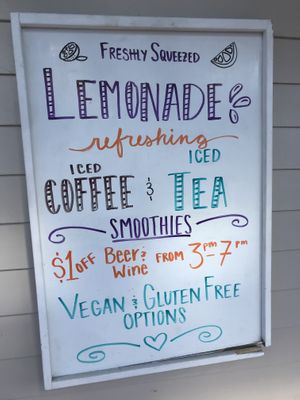 FRESHLY SQUEEZED
LEMONADE
refreshing
ICED COFFEE & ICED TEA
SMOOTHIES
$1 OFF Beer & Wine FROM 3pm-7pm
VEGAN & GLUTEN FREE
OPTIONS